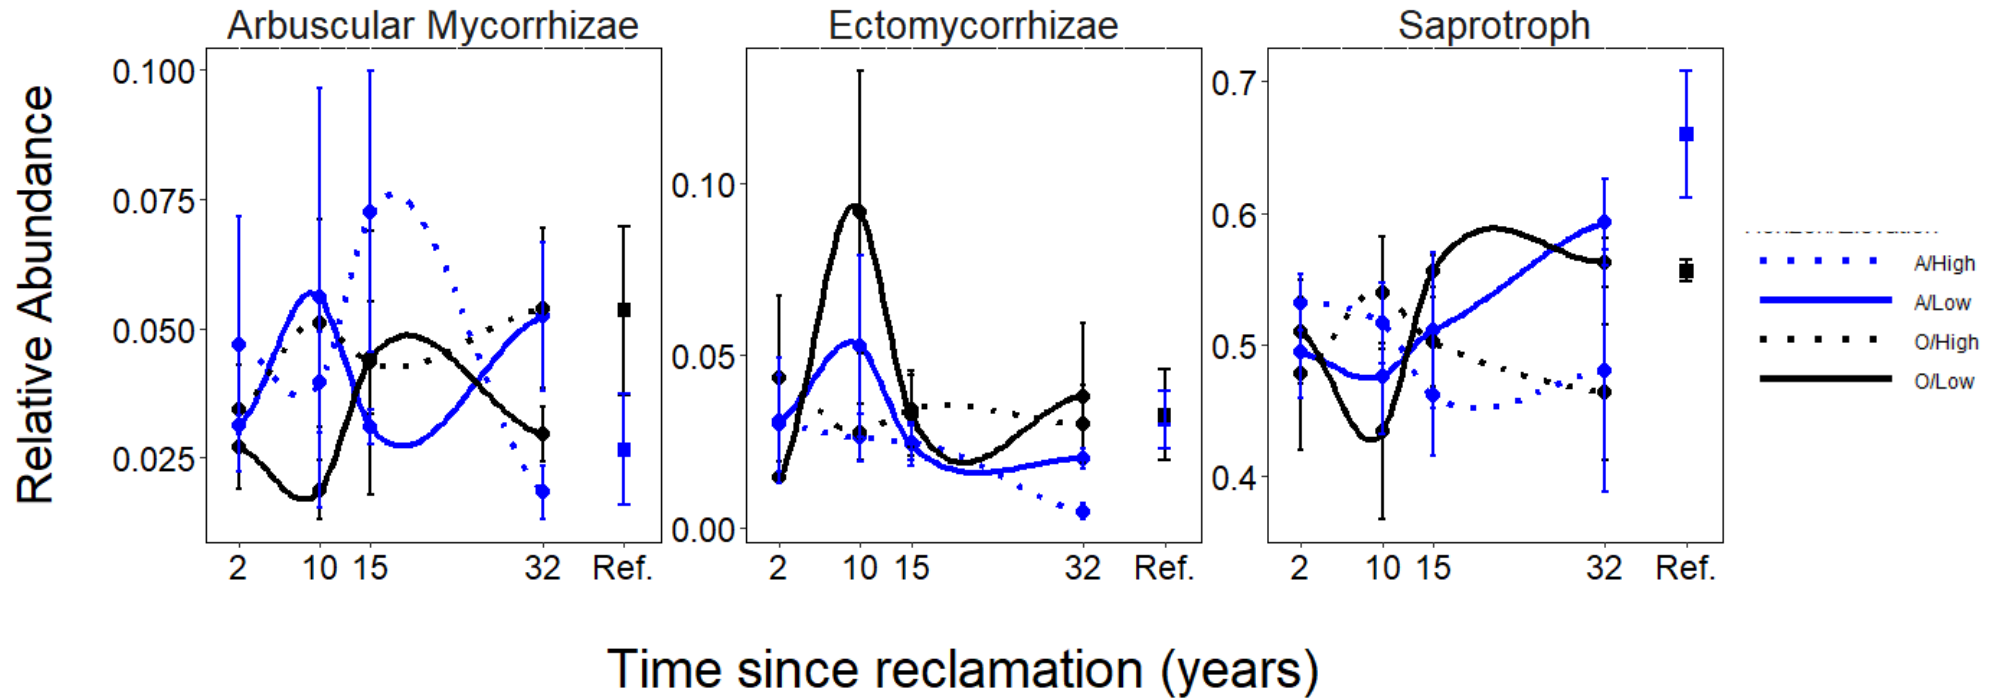 Arbuscular Mycorrhizae Ectomycorrhizae Saprotroph
Relative Abundance
0.100
0.075
0.050
0.025
0.10
0.05
0.00
0.7
0.6
0.5
0.4
2 10 15 32 Ref.
2 10 15 32 Ref.
2 10 15 32 Ref.
Time since reclamation (years)
A/High
A/Low
O/High
O/Low